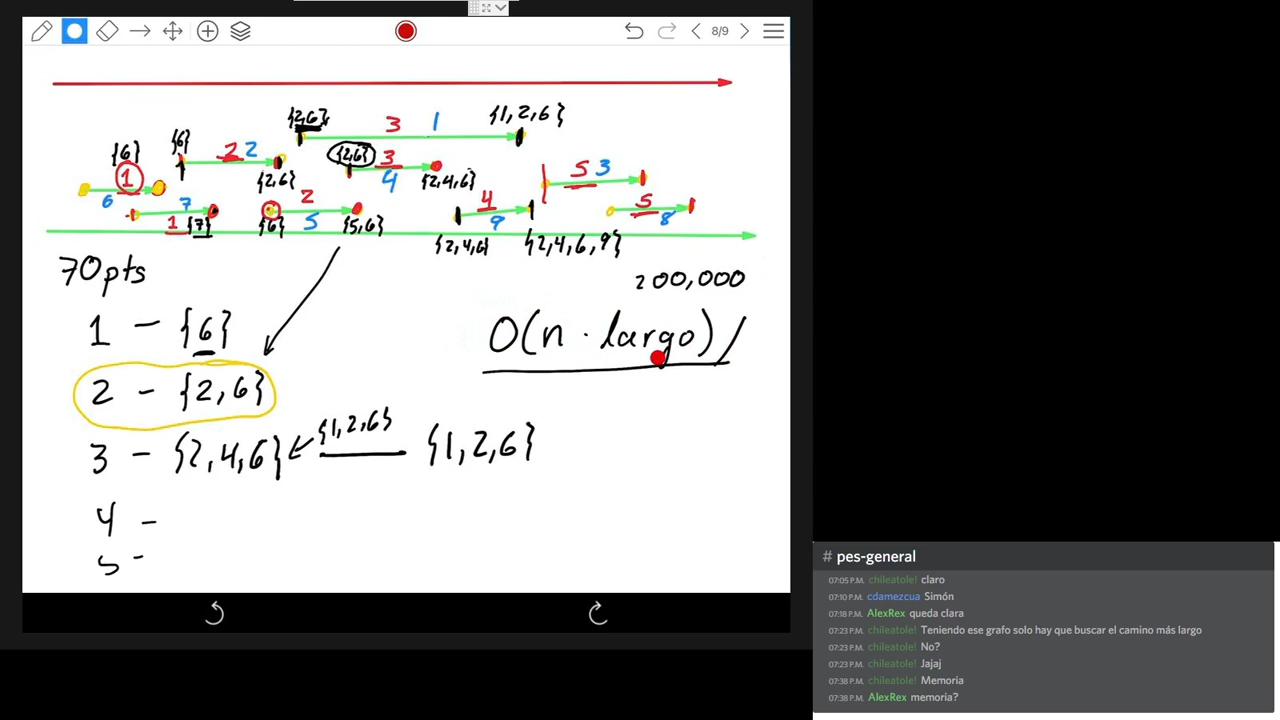 8/9
{2,6}
3
1
{1,2,6}
{6}
{6}
2 2
{2,6}
3
5 3
1
{2,6}
4
{2,4,6}
6
7
2
4
5
1 {7}
{6}
5
{5,6}
9
8
{2,4,6}
{2,4,6,9}
70pts
200,000
1 - {6}
O(n · largo)
2 - {2,6}
3 - {2,4,6}
{1,2,6}
{1,2,6}
4 -
5 -
# pes-general
07:05 P.M. chileatole! claro
07:10 P.M. cdamezcua Simón
07:18 P.M. AlexRex queda clara
07:23 P.M. chileatole! Teniendo ese grafo solo hay que buscar el camino más largo
07:23 P.M. chileatole! No?
07:23 P.M. chileatole! Jajaj
07:38 P.M. chileatole! Memoria
07:38 P.M. AlexRex memoria?